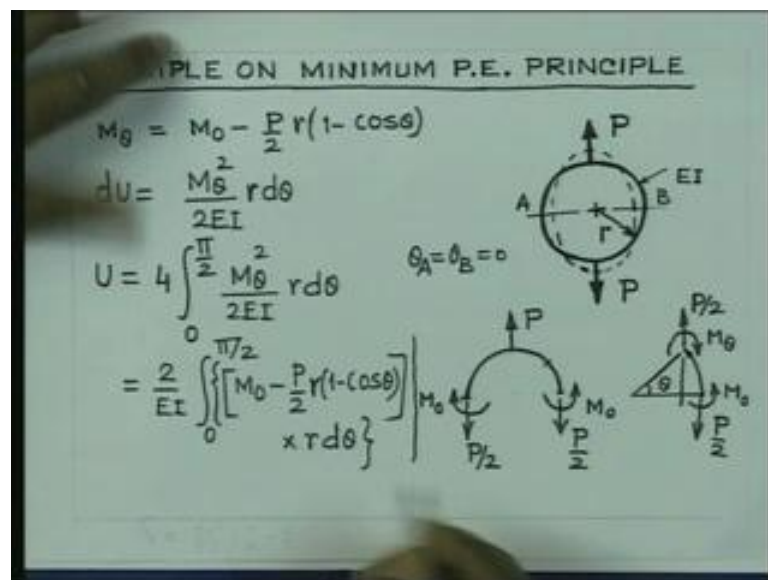 IPLE ON MINIMUM P.E. PRINCIPLE
Mθ = M₀ - P/2 r(1- cosθ)
dU= Mθ²/2EI rdθ
U = 4∫₀^π/2 Mθ²/2EI rdθ
= 2/EI ∫₀^π/2 {[M₀ - P/2 r(1-cosθ)]
x rdθ}
P
EI
A
B
r
P
θA=θB=0
P
M₀
M₀
P/2
P/2
P/2
Mθ
θ
M₀
P/2